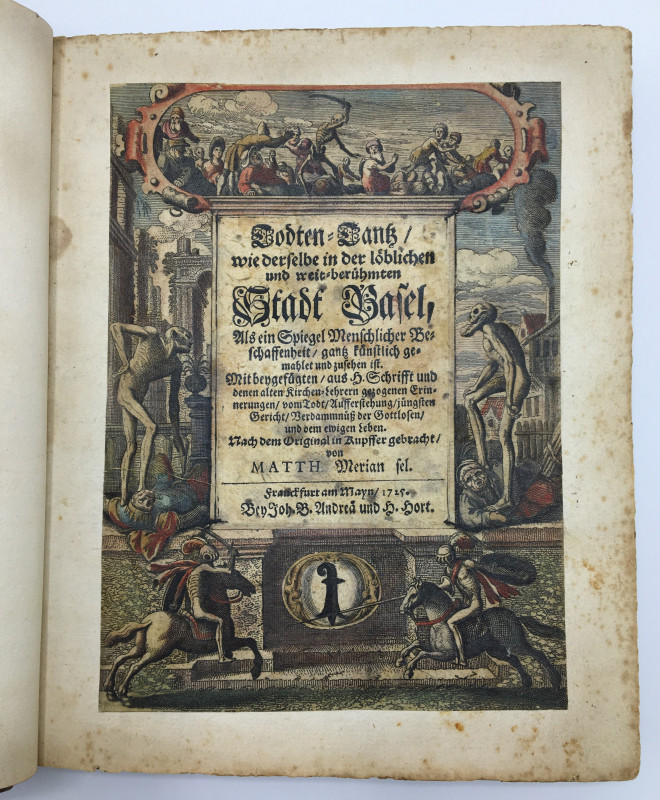 Todten-Tantz/
wie derselbe in der löblichen
und weit-berühmten
Stadt Basel,
Als ein Spiegel Menschlicher Be-
schaffenheit/ gantz künstlich ge-
mahlet und zusehen ist.
Mit beygefügten/ aus H. Schrifft und
denen alten Kirchen-Lehrern gezogenen Erin-
nerungen/ vom Todt/ Aufferstehung/ jüngsten
Gericht/ Verdammnüß der Gottlosen/
und dem ewigen Leben.
Nach dem Original in Kupffer gebracht/
von
MATTH Merian sel.
Franckfurt am Mayn/ 1725.
Bey Joh. B. Andreä und H. Hort.